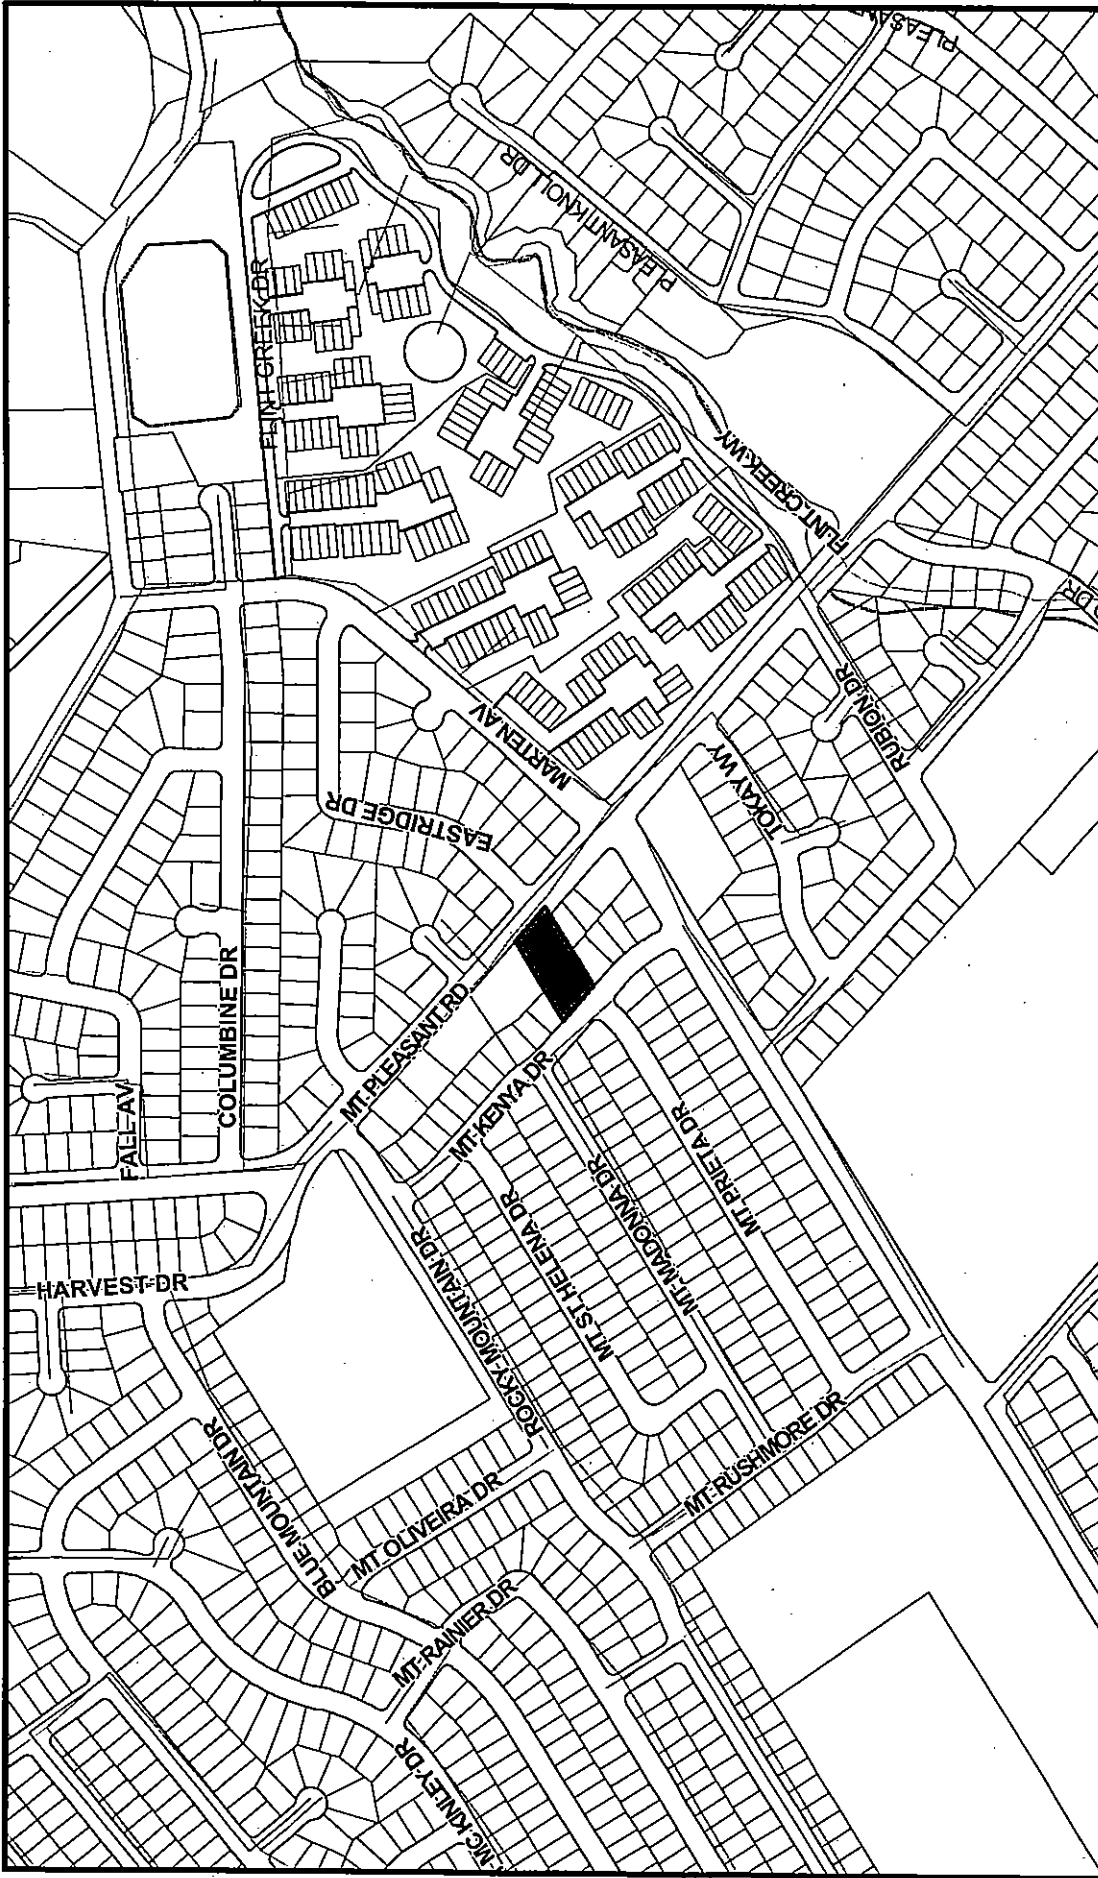 PLEASANT
PLEASANT KNOLL DR
FLINT CREEK DR
FLINT CREEK WY
DR
MARTEN AV
RUBION DR
TOKAY WY
EASTRIDGE DR
COLUMBINE DR
MT PLEASANT RD
FALL AV
MT KENYA DR
MT PRIETA DR
MT MADONNA DR
MT ST HELENA DR
ROCKY MOUNTAIN DR
HARVEST DR
MT RUSHMORE DR
BLUE MOUNTAIN DR
MT OLIVEIRA DR
MT RAINIER DR
MC KINLEY DR